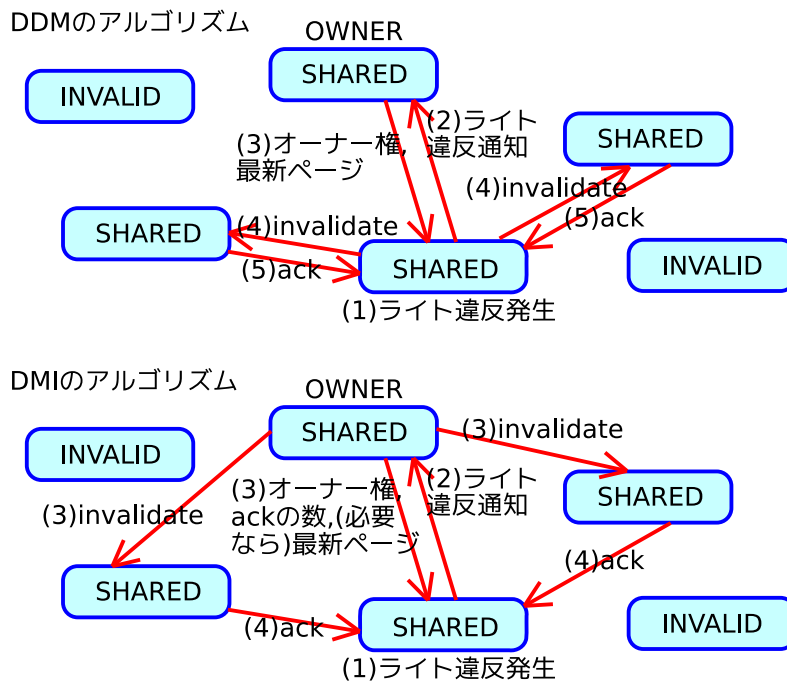 DDMのアルゴリズム
OWNER
SHARED
INVALID
(2)ライト
違反通知
(3)オーナー権,
最新ページ
SHARED
(4)invalidate
(5)ack
SHARED
(4)invalidate
(5)ack
SHARED
INVALID
(1)ライト違反発生
DMIのアルゴリズム
OWNER
SHARED
(3)invalidate
INVALID
(2)ライト
違反通知
(3)オーナー権,
ackの数,(必要
なら)最新ページ
SHARED
(3)invalidate
(4)ack
SHARED
(4)ack
SHARED
INVALID
(1)ライト違反発生